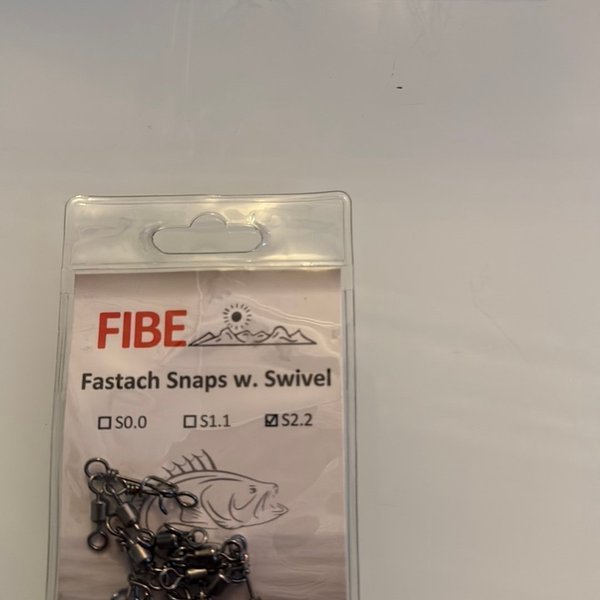 FIBE
Fastach Snaps w. Swivel
☐ S0.0 ☐ S1.1 ☑ S2.2